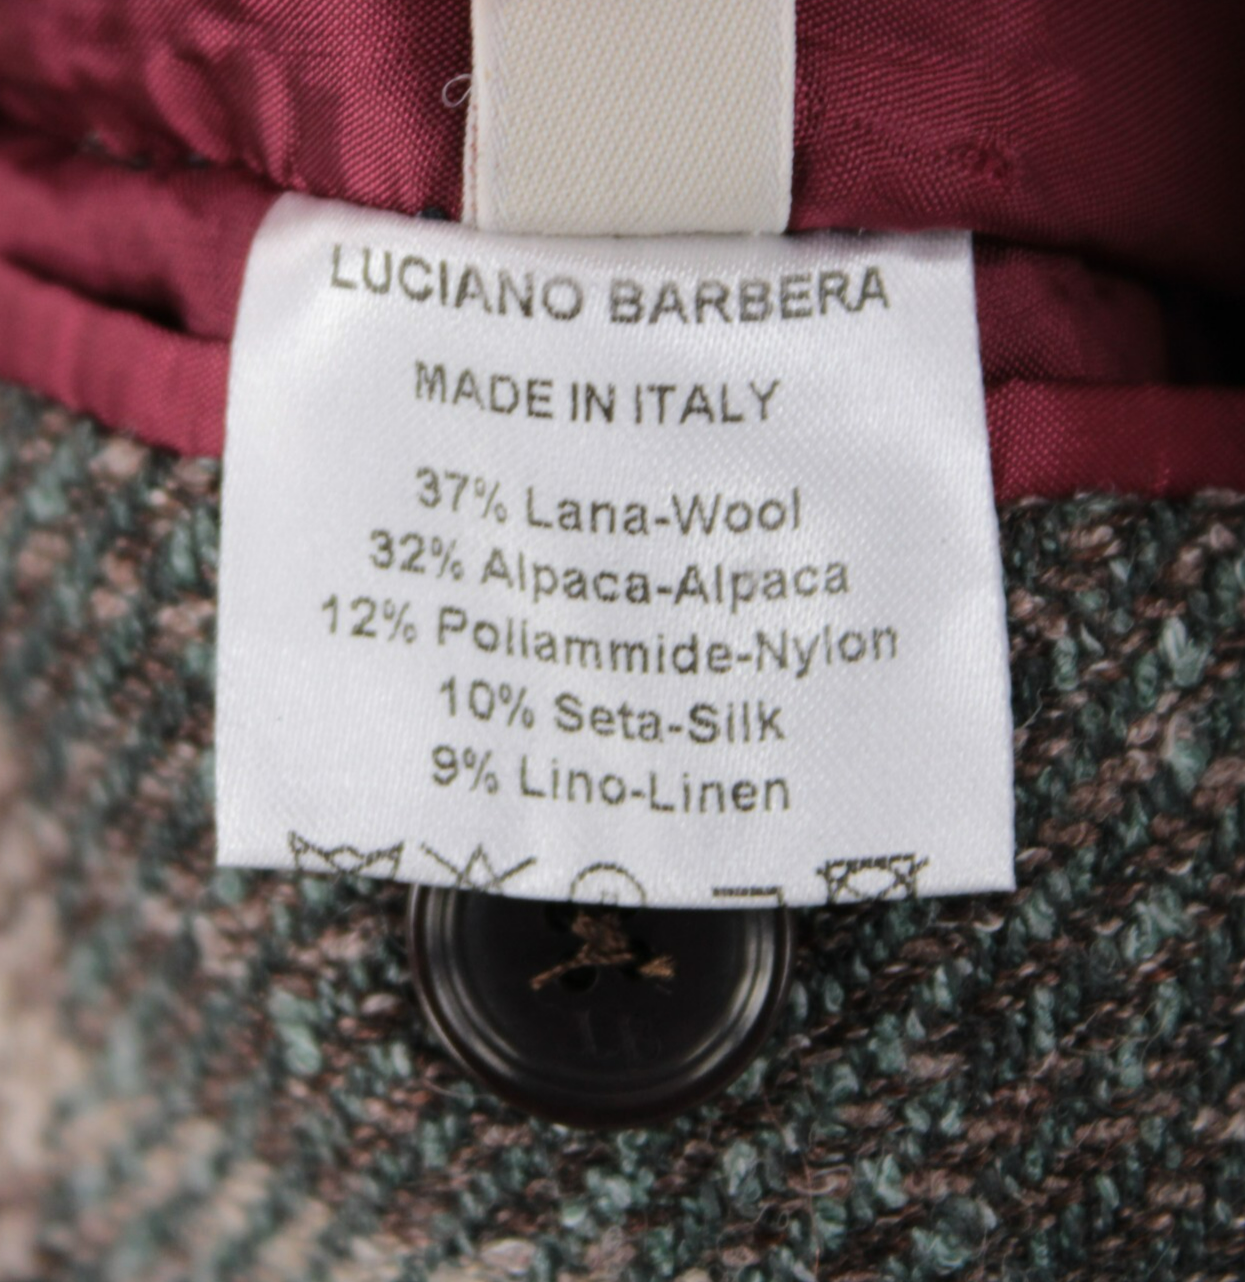 LUCIANO BARBERA
MADE IN ITALY
37% Lana-Wool
32% Alpaca-Alpaca
12% Poliammide-Nylon
10% Seta-Silk
9% Lino-Linen